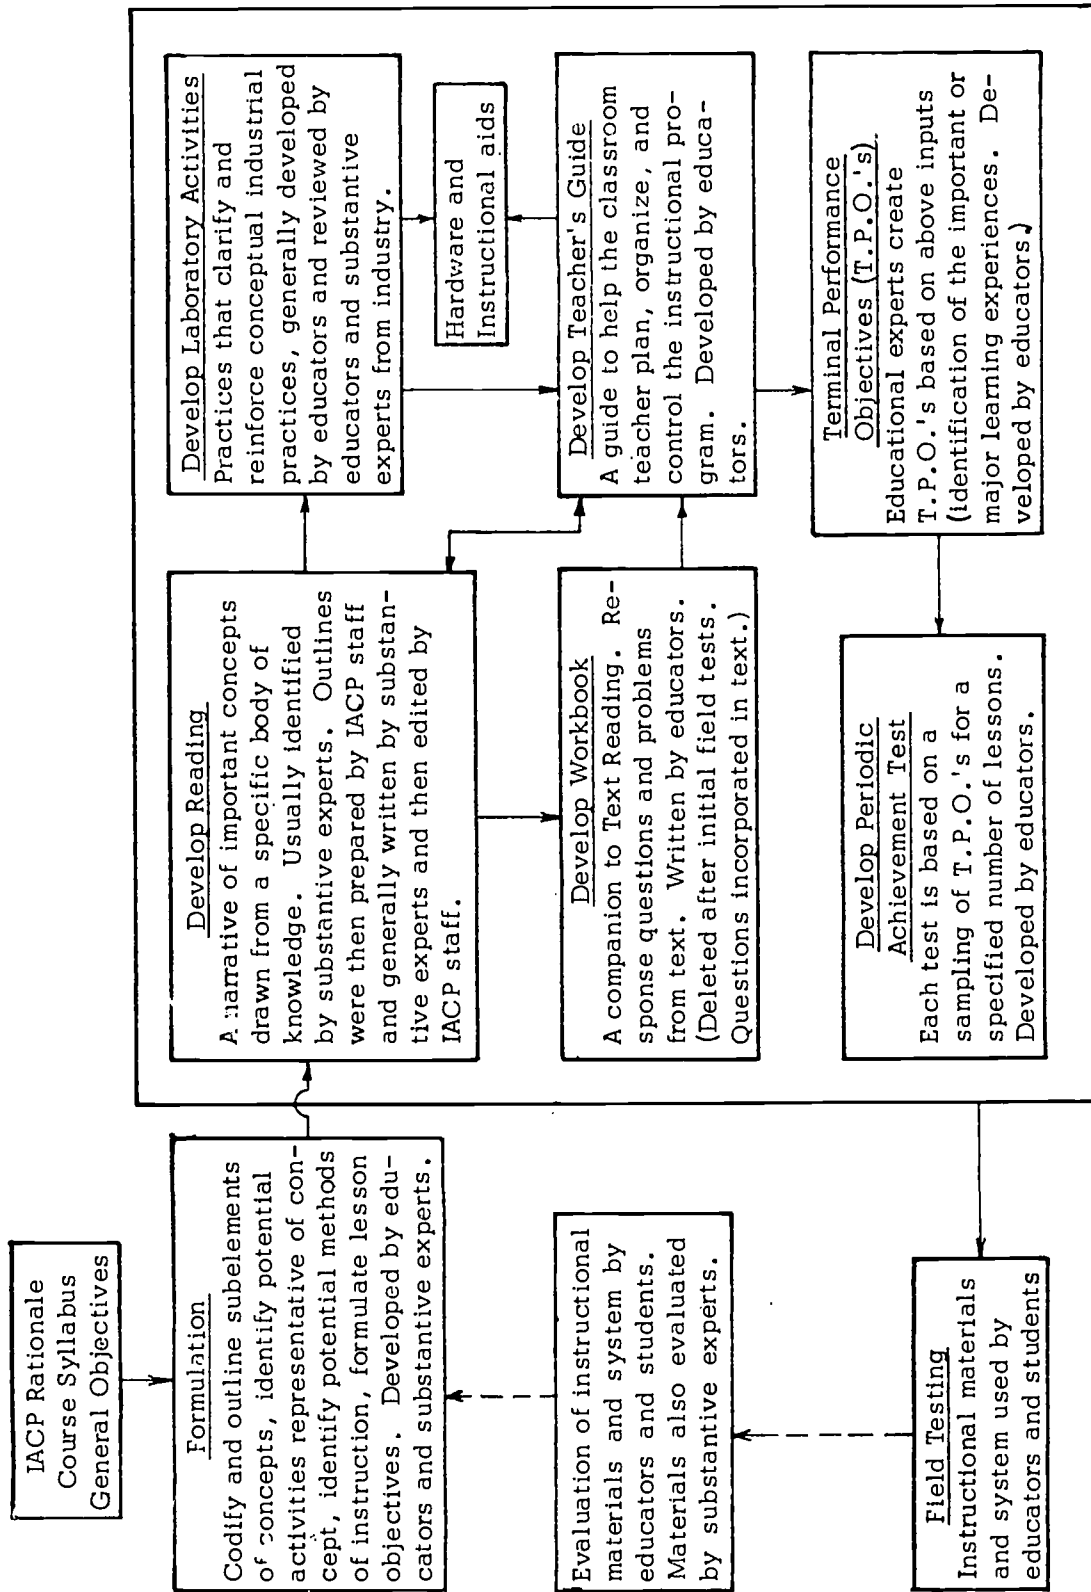 IACP Rationale
Course Syllabus
General Objectives
Formulation
Codify and outline subelements
of concepts, identify potential
activities representative of con-
cept, identify potential methods
of instruction, formulate lesson
objectives. Developed by edu-
cators and substantive experts.
Develop Reading
A narrative of important concepts
drawn from a specific body of
knowledge. Usually identified
by substantive experts. Outlines
were then prepared by IACP staff
and generally written by substan-
tive experts and then edited by
IACP staff.
Develop Laboratory Activities
Practices that clarify and
reinforce conceptual industrial
practices, generally developed
by educators and reviewed by
educators and substantive
experts from industry.
Hardware and
Instructional aids
Develop Workbook
A companion to Text Reading. Re-
sponse questions and problems
from text. Written by educators.
(Deleted after initial field tests.
Questions incorporated in text.)
Develop Teacher's Guide
A guide to help the classroom
teacher plan, organize, and
control the instructional pro-
gram. Developed by educa-
tors.
Terminal Performance
Objectives (T.P.O.'s)
Educational experts create
T.P.O.'s based on above inputs
(identification of the important or
major learning experiences. De-
veloped by educators.)
Develop Periodic
Achievement Test
Each test is based on a
sampling of T.P.O.'s for a
specified number of lessons.
Developed by educators.
Evaluation of instructional
materials and system by
educators and students.
Materials also evaluated
by substantive experts.
Field Testing
Instructional materials
and system used by
educators and students